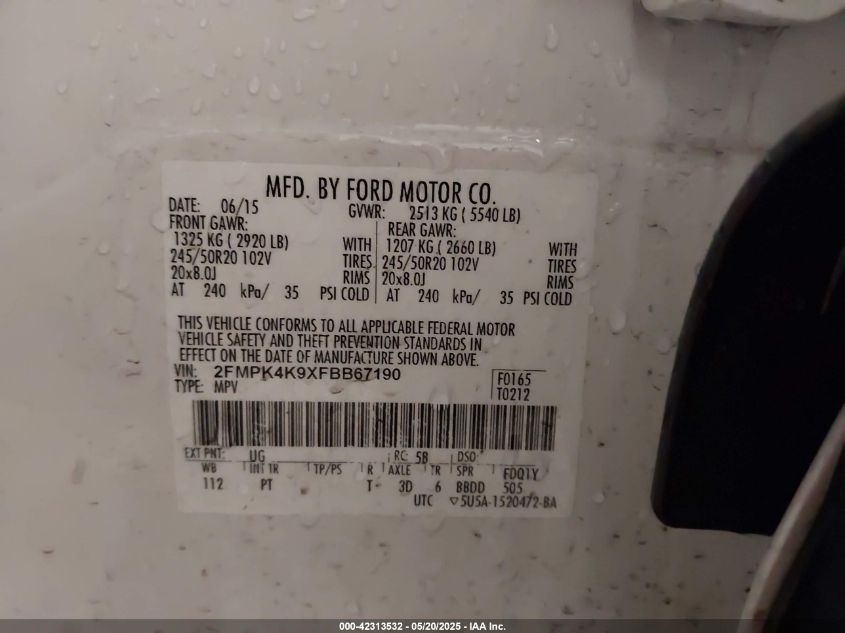 MFD. BY FORD MOTOR CO.
DATE: 06/15 GVWR: 2513 KG ( 5540 LB)
FRONT GAWR: REAR GAWR:
1325 KG ( 2920 LB) WITH 1207 KG ( 2660 LB) WITH
245/50R20 102V TIRES 245/50R20 102V TIRES
20x8.0J RIMS 20x8.0J RIMS
AT 240 kPa/ 35 PSI COLD AT 240 kPa/ 35 PSI COLD
THIS VEHICLE CONFORMS TO ALL APPLICABLE FEDERAL MOTOR
VEHICLE SAFETY AND THEFT PREVENTION STANDARDS IN
EFFECT ON THE DATE OF MANUFACTURE SHOWN ABOVE.
VIN: 2FMPK4K9XFBB67190 F0165
TYPE: MPV T0212
EXT PNT: UG RC: 5B DSO:
WB INT TR TP/PS R AXLE TR SPR FDQ1Y
112 PT T 3D 6 BBDD 505
UTC ▽5U5A-1520472-BA
000-42313532 - 05/20/2025 - IAA Inc.